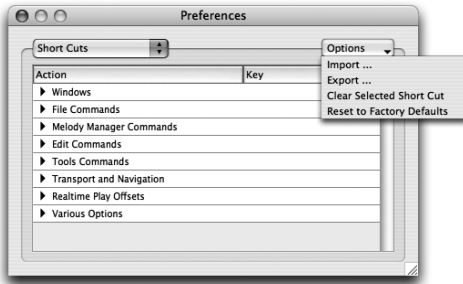 Preferences
Short Cuts
Options
Import ...
Export ...
Clear Selected Short Cut
Reset to Factory Defaults
Action Key
Windows
File Commands
Melody Manager Commands
Edit Commands
Tools Commands
Transport and Navigation
Realtime Play Offsets
Various Options